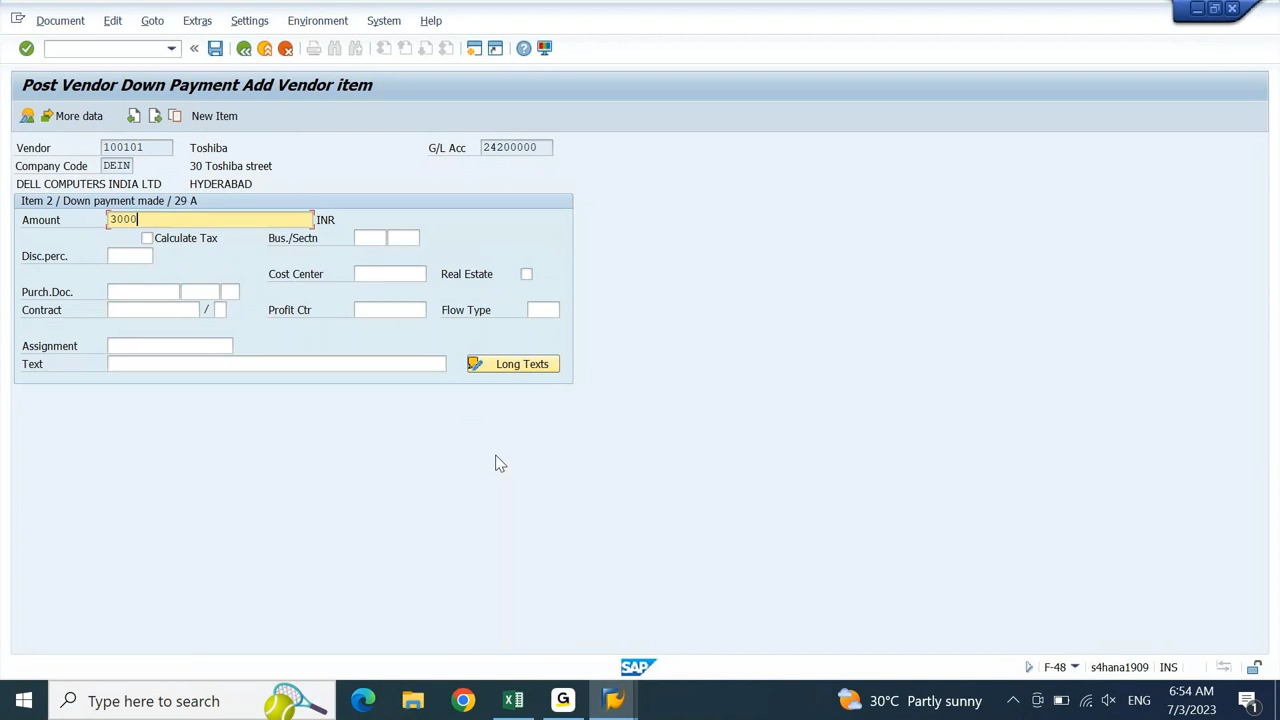 Document Edit Goto Extras Settings Environment System Help
Post Vendor Down Payment Add Vendor item
More data New Item
Vendor 100101 Toshiba G/L Acc 24200000
Company Code DEIN 30 Toshiba street
DELL COMPUTERS INDIA LTD HYDERABAD
Item 2 / Down payment made / 29 A
Amount 3000 INR
Calculate Tax Bus./Sectn
Disc.perc.
Cost Center Real Estate
Purch.Doc.
Contract / Profit Ctr Flow Type
Assignment
Text Long Texts
SAP F-48 s4hana1909 INS
Type here to search 30°C Partly sunny ENG 6:54 AM
7/3/2023 1